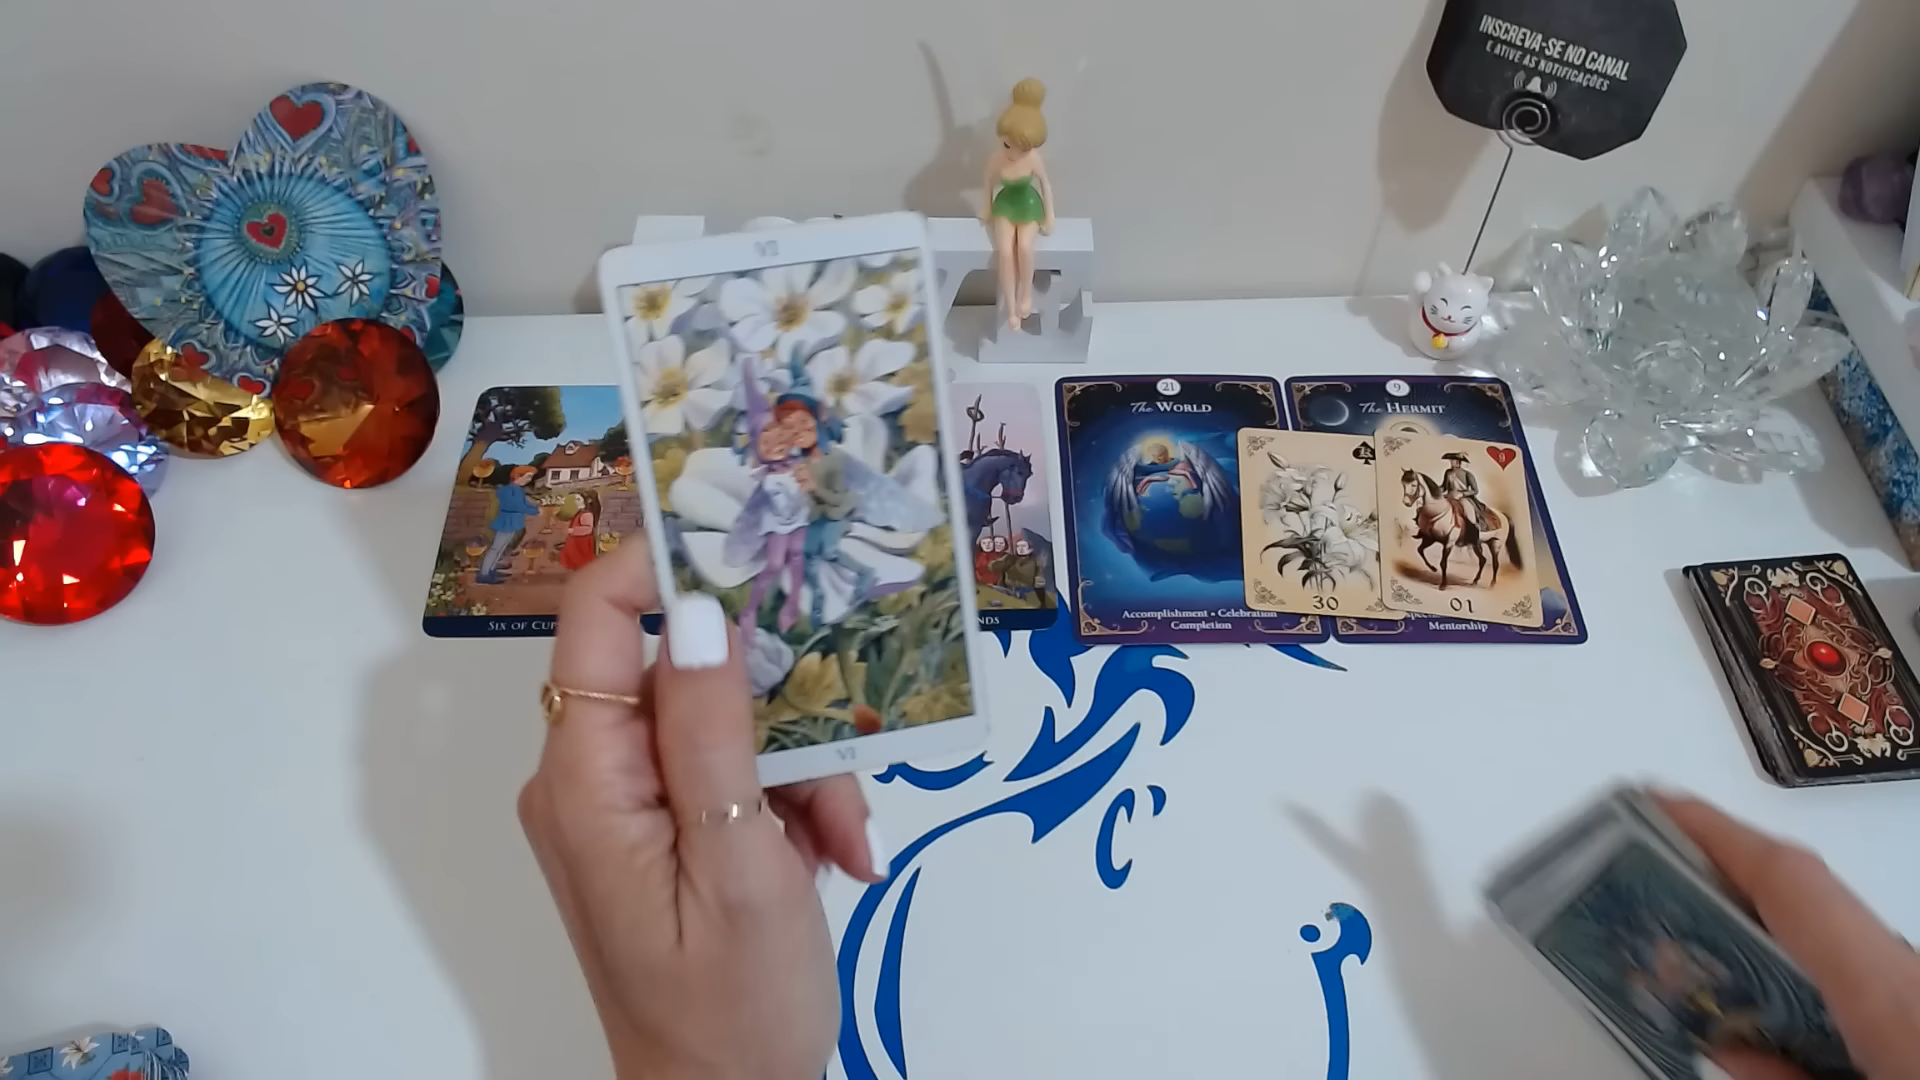 INSCREVA-SE NO CANAL
E ATIVE AS NOTIFICAÇÕES
VI
VI
21
The WORLD
9
The HERMIT
9
30
01
Accomplishment • Celebration
Completion
Mentorship
SIX OF CUP
NDS